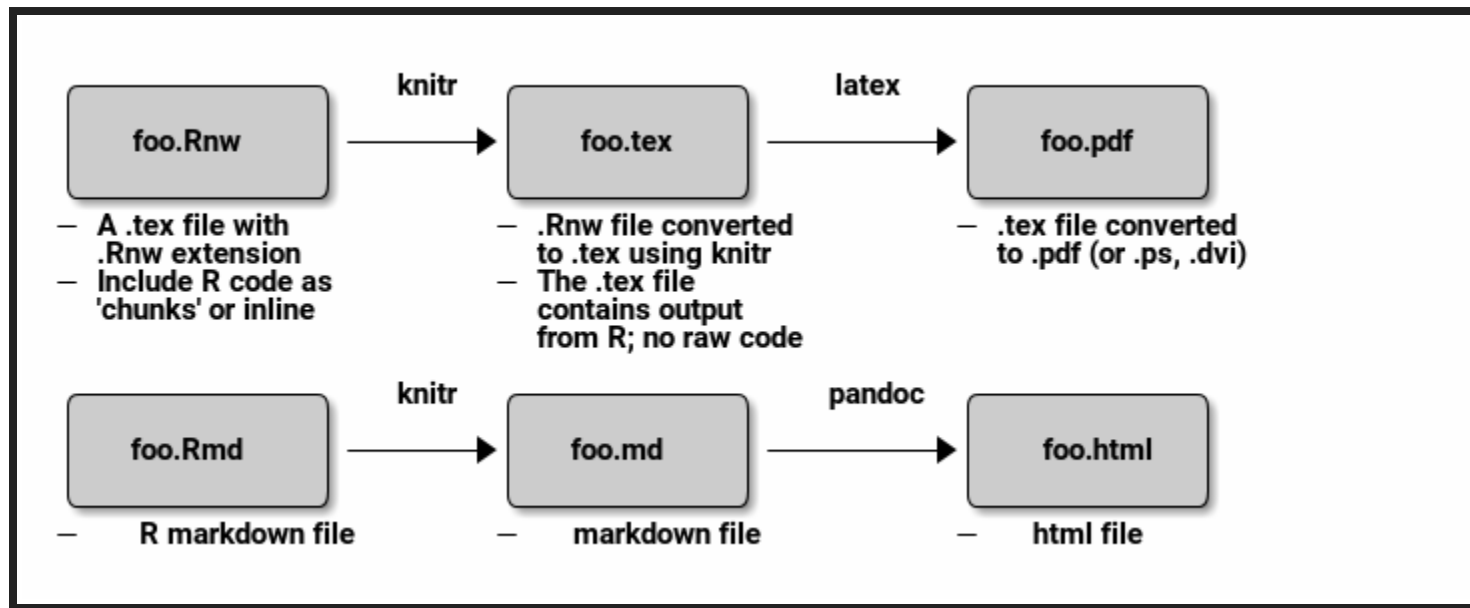 knitr
latex
foo.Rnw
foo.tex
foo.pdf
– A .tex file with
.Rnw extension
– Include R code as
'chunks' or inline
– .Rnw file converted
to .tex using knitr
– The .tex file
contains output
from R; no raw code
– .tex file converted
to .pdf (or .ps, .dvi)
knitr
pandoc
foo.Rmd
foo.md
foo.html
– R markdown file
– markdown file
– html file